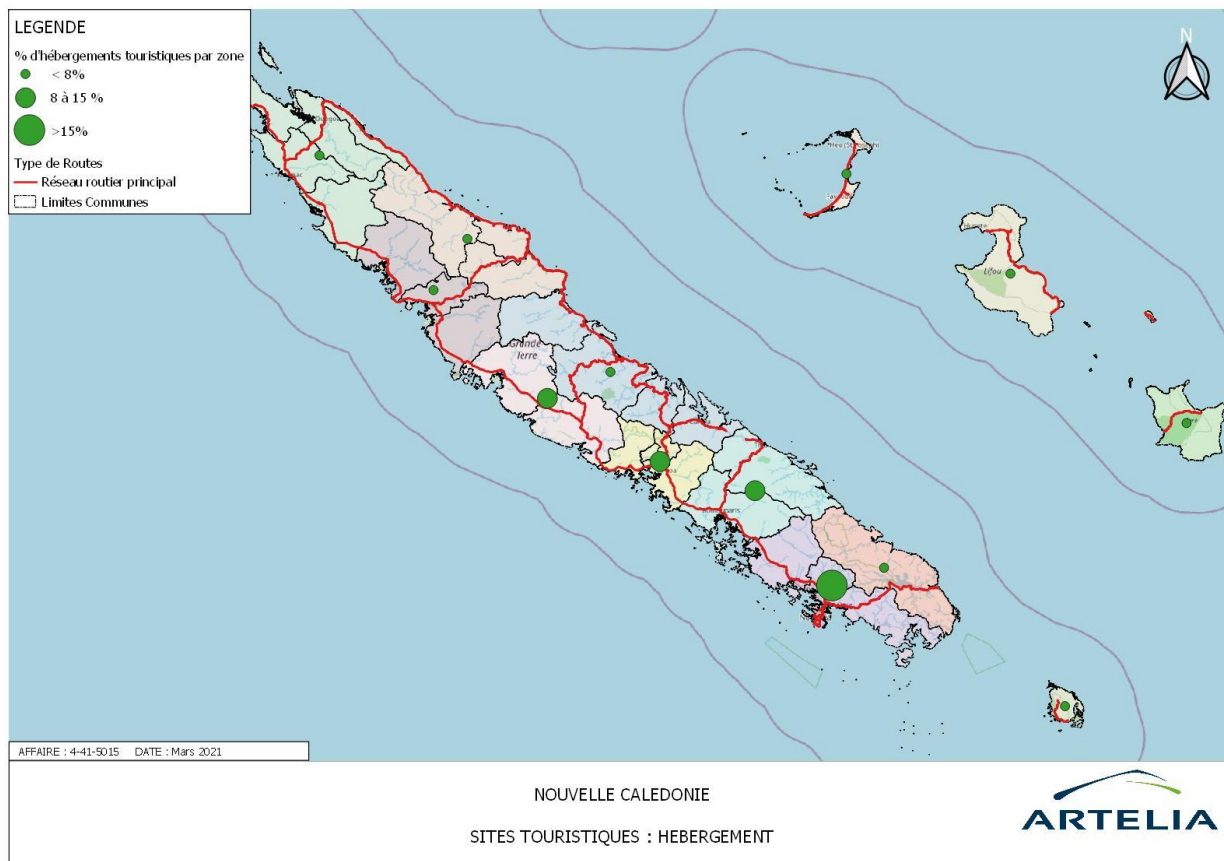 LEGENDE
% d'hébergements touristiques par zone
< 8%
8 à 15 %
>15%
Type de Routes
Réseau routier principal
Limites Communes
N
Grande
Terre
Lifou
AFFAIRE : 4-41-5015 DATE : Mars 2021
NOUVELLE CALEDONIE
SITES TOURISTIQUES : HEBERGEMENT
ARTELIA